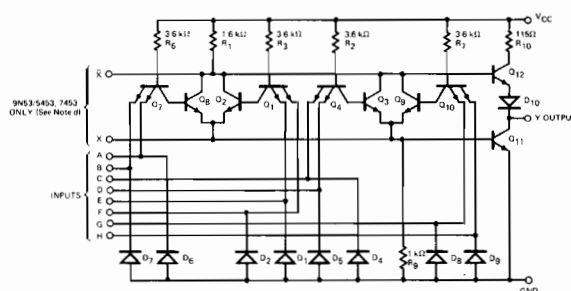 VCC
3.6 kΩ R6
1.6 kΩ R1
3.6 kΩ R3
3.6 kΩ R2
3.6 kΩ R7
115Ω R10
X̄
Q7
Q8
Q2
Q1
Q4
Q3
Q9
Q10
Q12
D10
Y OUTPUT
Q11
9N53/5453, 7453
ONLY (See Note d)
X
INPUTS
A
B
C
D
E
F
G
H
D7
D6
D2
D1
D5
D4
1 kΩ R9
D8
D9
GND